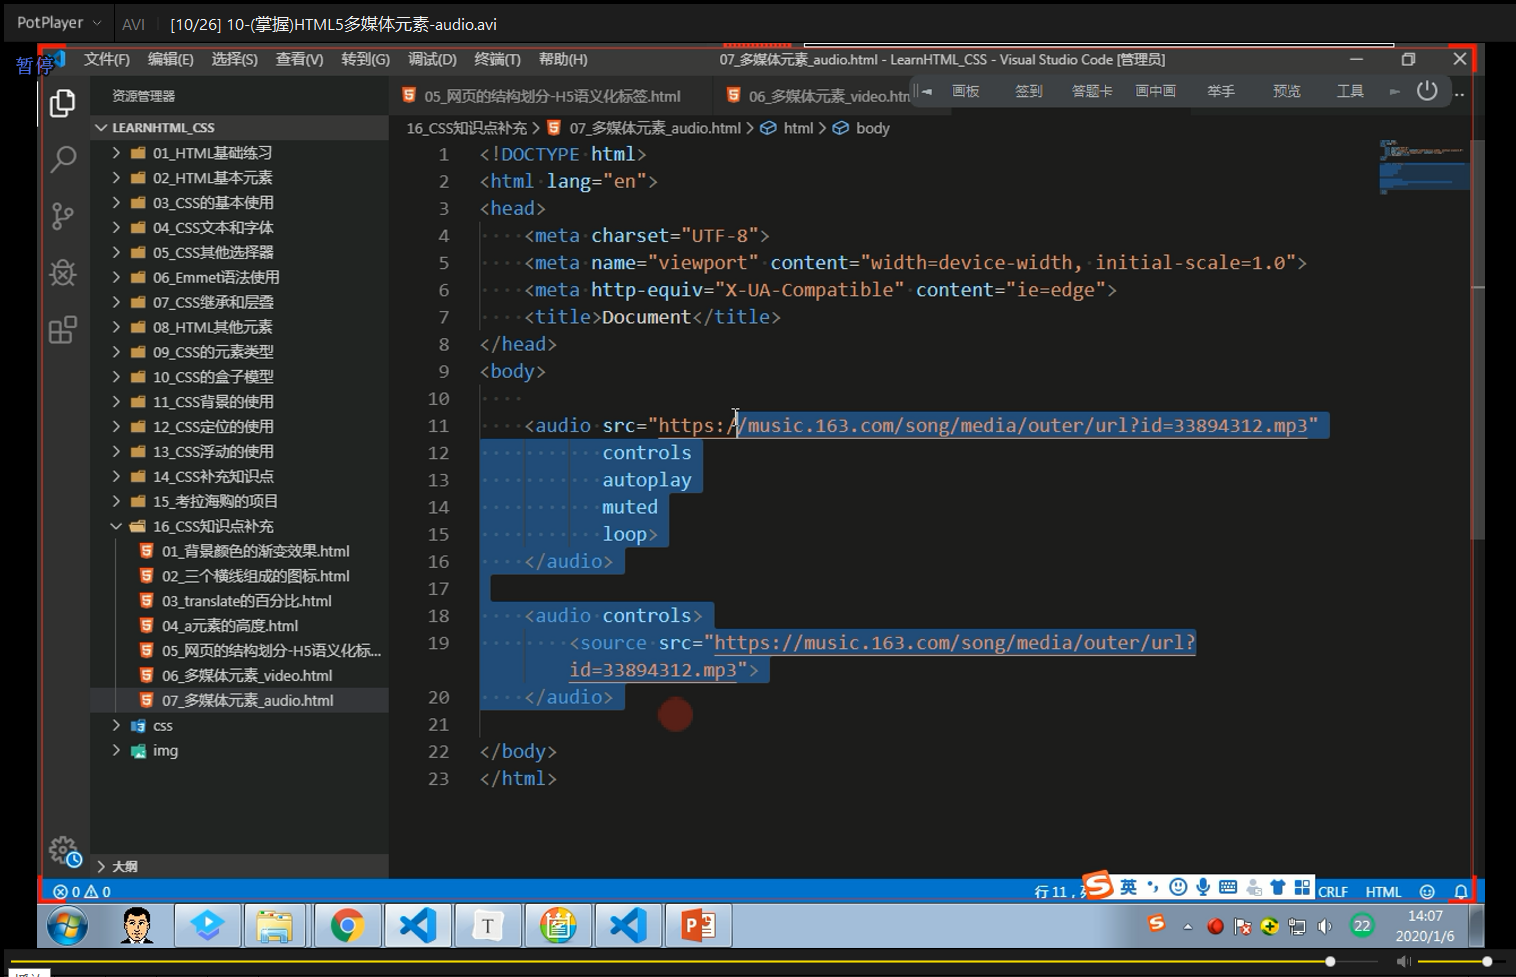 PotPlayer AVI [10/26] 10-(掌握)HTML5多媒体元素-audio.avi
暂停
文件(F) 编辑(E) 选择(S) 查看(V) 转到(G) 调试(D) 终端(T) 帮助(H) 07_多媒体元素_audio.html - LearnHTML_CSS - Visual Studio Code [管理员]
资源管理器
05_网页的结构划分-H5语义化标签.html 06_多媒体元素_video.htm
画板 签到 答题卡 画中画 举手 预览 工具
LEARNHTML_CSS
16_CSS知识点补充 > 07_多媒体元素_audio.html > html > body
01_HTML基础练习
02_HTML基本元素
03_CSS的基本使用
04_CSS文本和字体
05_CSS其他选择器
06_Emmet语法使用
07_CSS继承和层叠
08_HTML其他元素
09_CSS的元素类型
10_CSS的盒子模型
11_CSS背景的使用
12_CSS定位的使用
13_CSS浮动的使用
14_CSS补充知识点
15_考拉海购的项目
16_CSS知识点补充
01_背景颜色的渐变效果.html
02_三个横线组成的图标.html
03_translate的百分比.html
04_a元素的高度.html
05_网页的结构划分-H5语义化标...
06_多媒体元素_video.html
07_多媒体元素_audio.html
css
img
大纲
1 <!DOCTYPE html>
2 <html lang="en">
3 <head>
4 <meta charset="UTF-8">
5 <meta name="viewport" content="width=device-width, initial-scale=1.0">
6 <meta http-equiv="X-UA-Compatible" content="ie=edge">
7 <title>Document</title>
8 </head>
9 <body>
10
11 <audio src="https://music.163.com/song/media/outer/url?id=33894312.mp3"
12 controls
13 autoplay
14 muted
15 loop>
16 </audio>
17
18 <audio controls>
19 <source src="https://music.163.com/song/media/outer/url?
id=33894312.mp3">
20 </audio>
21
22 </body>
23 </html>
0 0 行 11 , 英 CRLF HTML
T 22 14:07
2020/1/6